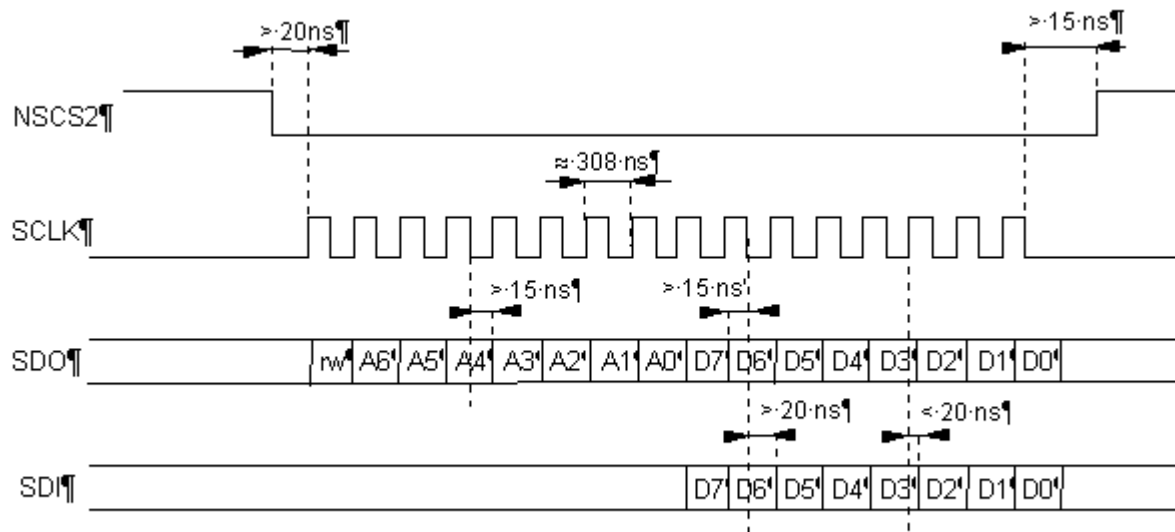 >·20ns¶
>·15·ns¶
NSCS2¶
≈·308·ns¶
SCLK¶
>·15·ns¶
>·15·ns¶
SDO¶ rw¶ A6¶ A5¶ A4¶ A3¶ A2¶ A1¶ A0¶ D7¶ D6¶ D5¶ D4¶ D3¶ D2¶ D1¶ D0¶
>·20·ns¶
<·20·ns¶
SDI¶ D7¶ D6¶ D5¶ D4¶ D3¶ D2¶ D1¶ D0¶